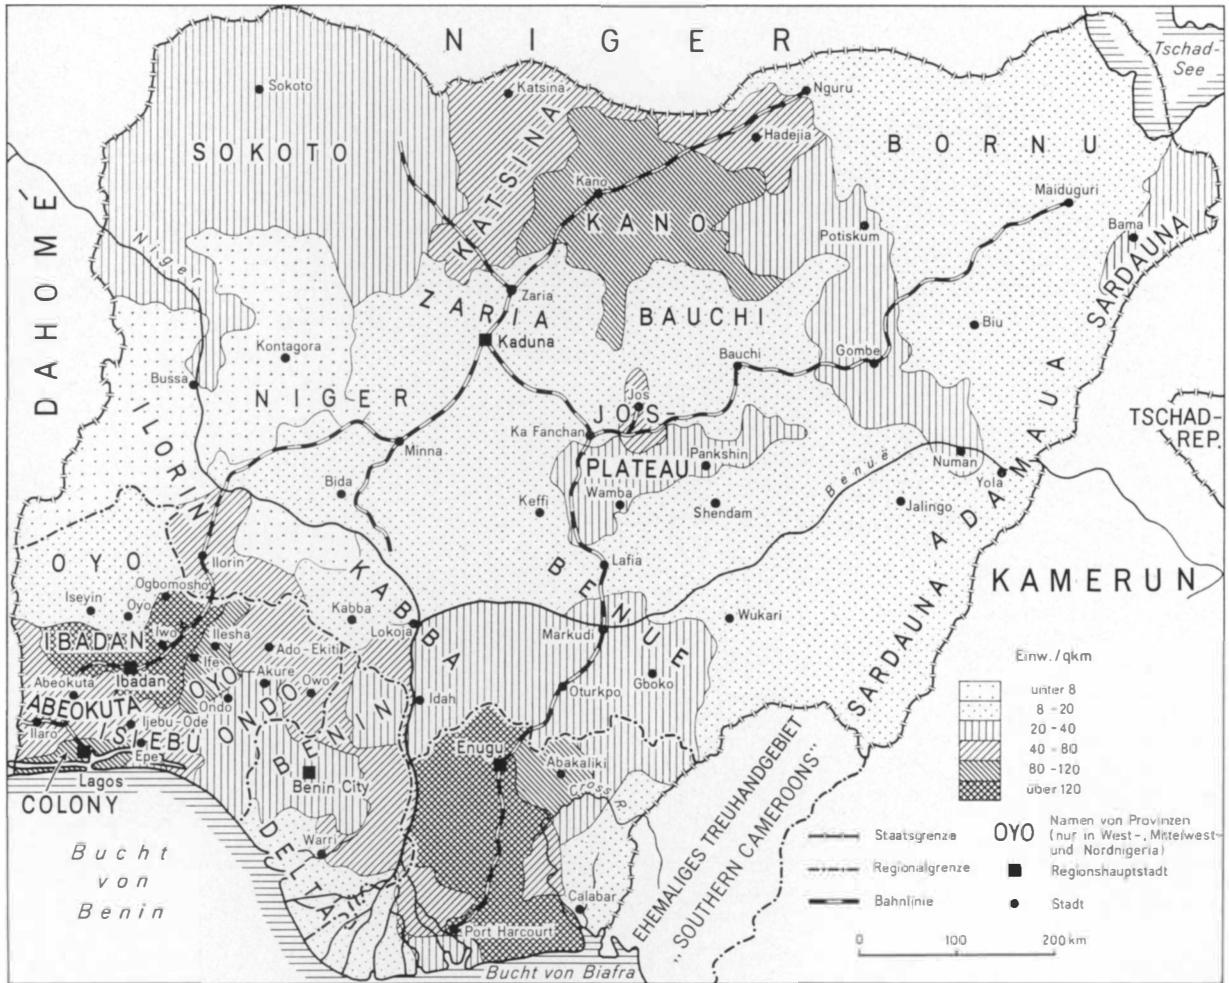 NIGER
Tschad-
See
Sokoto
Katsina
Nguru
Hadejia
SOKOTO
KATSINA
BORNU
Kano
KANO
Maiduguri
DAHOMÉ
Niger
Potiskum
Bama
SARDAUNA
ZARIA
Zaria
BAUCHI
Kaduna
Biu
Kontagora
Bauchi
Gombe
Bussa
NIGER
Jos
JOS-
TSCHAD-
REP.
ILORIN
Ka Fanchan
Minna
PLATEAU
Pankshin
Numan
Yola
Benuë
Bida
Keffi
Wamba
Shendam
Jalingo
SARDAUNA ADAMAUA
OYO
Ilorin
KABBA
Lafia
BENUE
KAMERUN
Ogbomosho
Iseyin
Oyo
Kabba
Lokoja
Wukari
Markudi
IBADAN
Iwo
Ilesha
Ado-Ekiti
Ife
Ibadan
OYO
Akure
Owo
Abeokuta
ABEOKUTA
Ondo
ONDO
BENIN
Idah
Oturkpo
Gboko
Ijebu-Ode
ISIEBU
Ilaro
Epe
Enugu
Abakaliki
Cross R.
Lagos
COLONY
Benin City
Warri
DELTA
Calabar
Port Harcourt
Bucht
von
Benin
Bucht von Biafra
EHEMALIGES TREUHANDGEBIET
„SOUTHERN CAMEROONS"
Einw./qkm
unter 8
8 - 20
20 - 40
40 - 80
80 - 120
über 120
Staatsgrenze
Regionalgrenze
Bahnlinie
OYO
Namen von Provinzen
(nur in West-, Mittelwest-
und Nordnigeria)
Regionshauptstadt
Stadt
0 100 200 km